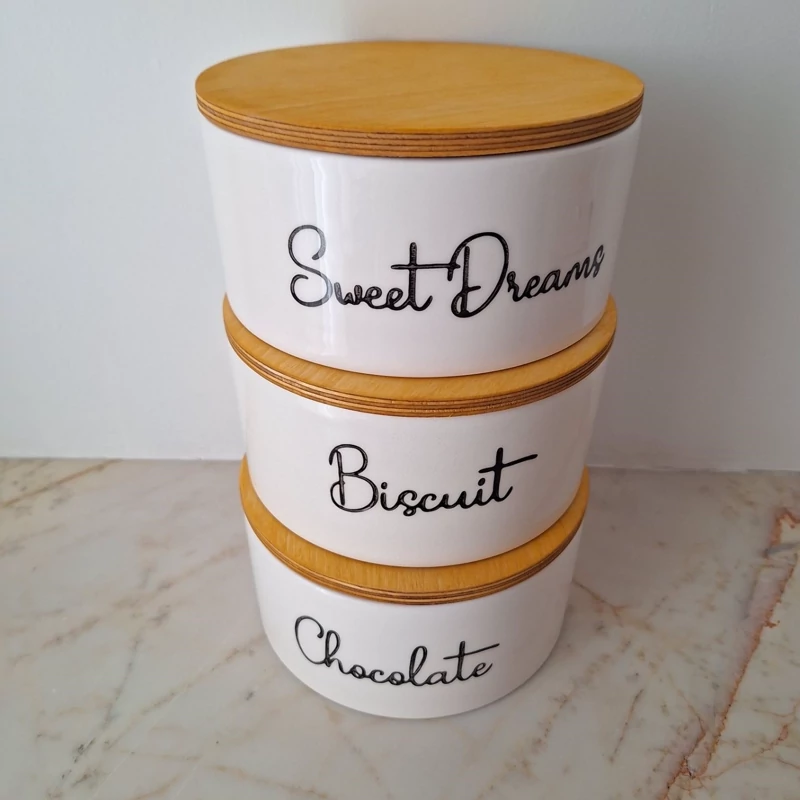 Sweet Dreams
Biscuit
Chocolate